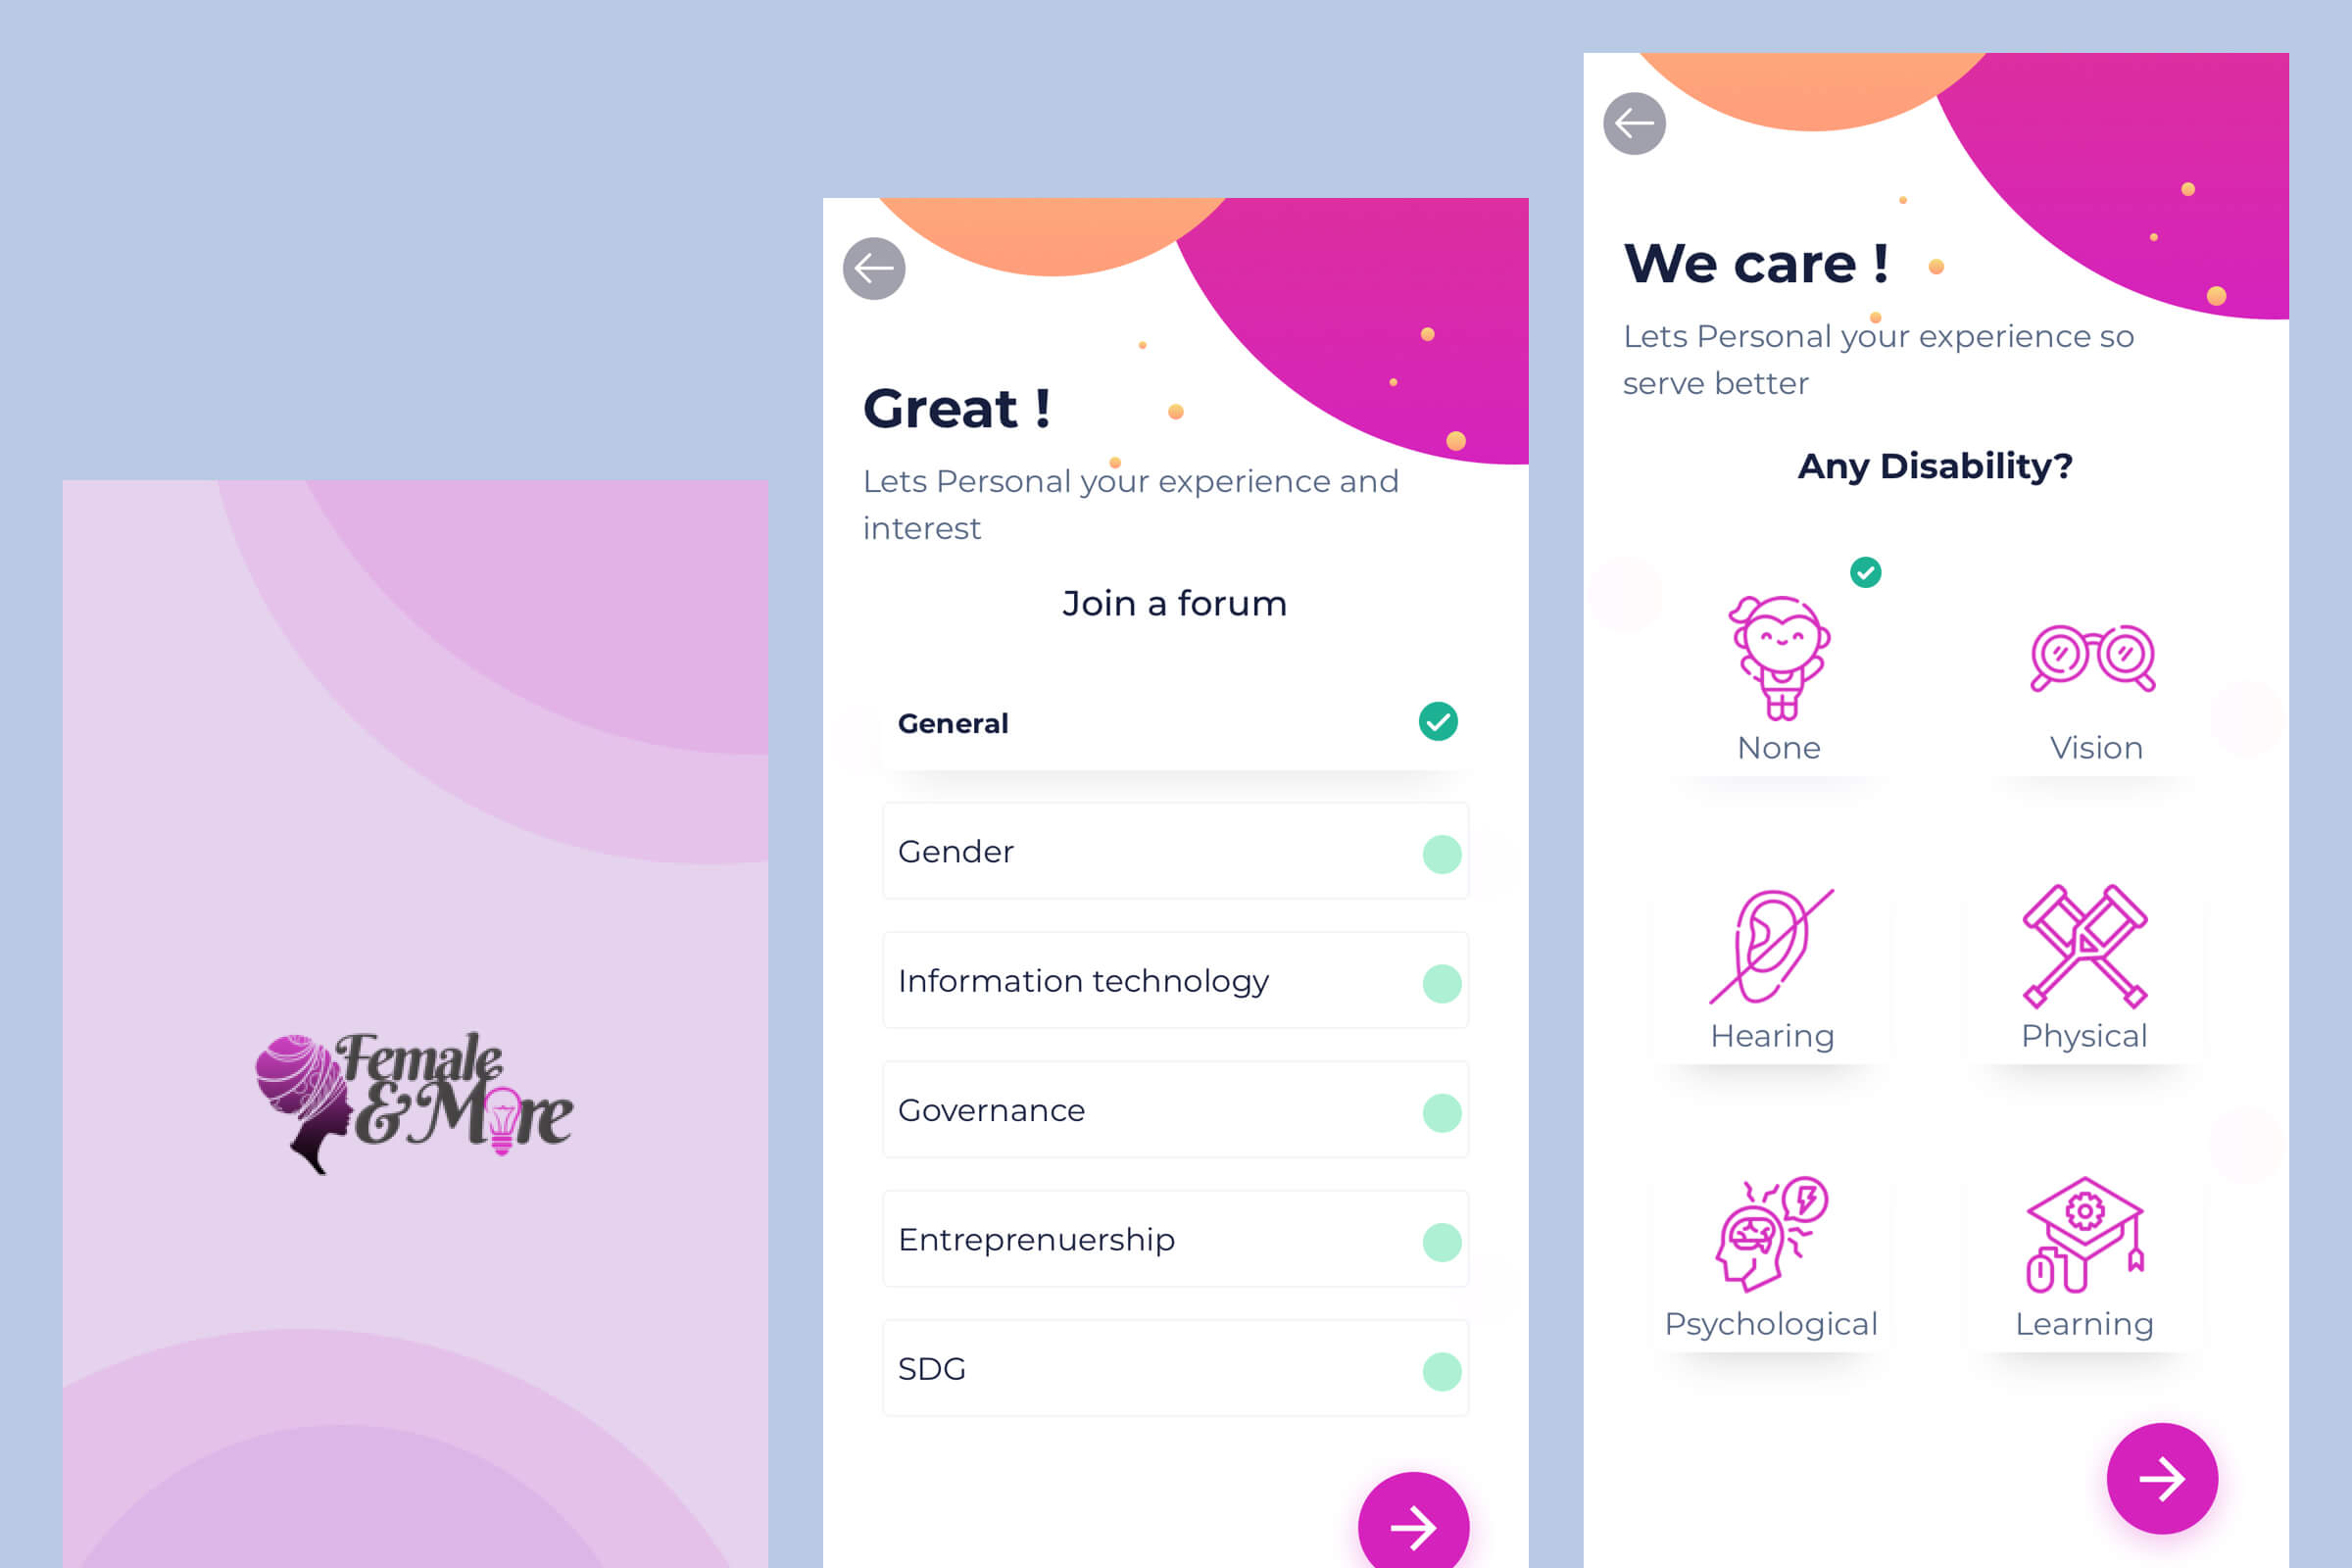 Female
& More
Great !
Lets Personal your experience and
interest
Join a forum
General
Gender
Information technology
Governance
Entreprenuership
SDG
We care !
Lets Personal your experience so
serve better
Any Disability?
None
Vision
Hearing
Physical
Psychological
Learning